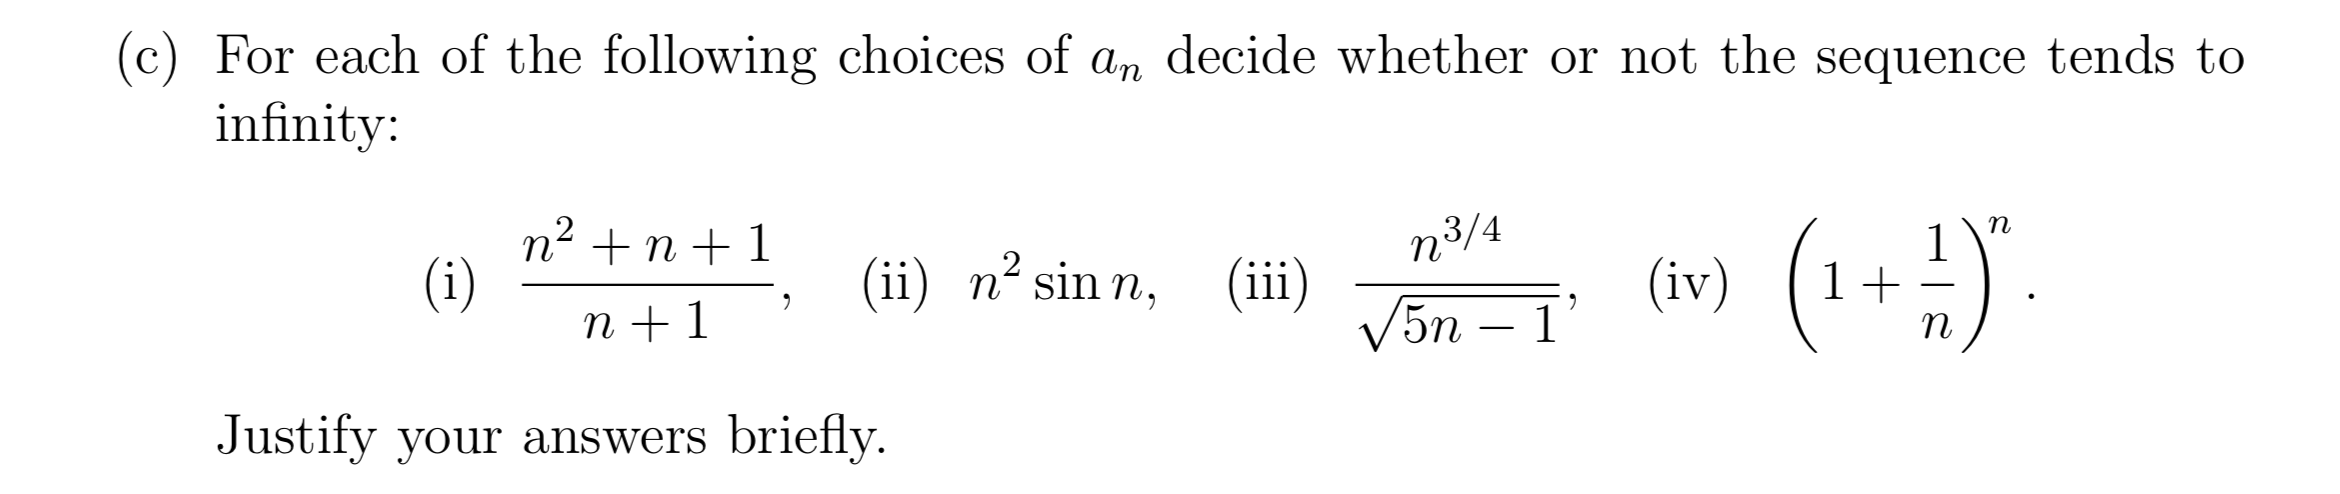 (c) For each of the following choices of aₙ decide whether or not the sequence tends to
infinity:
(i) \frac{n^2 + n + 1}{n + 1}, (ii) n^2 \sin n, (iii) \frac{n^{3/4}}{\sqrt{5n - 1}}, (iv) \left(1 + \frac{1}{n}\right)^n.
Justify your answers briefly.